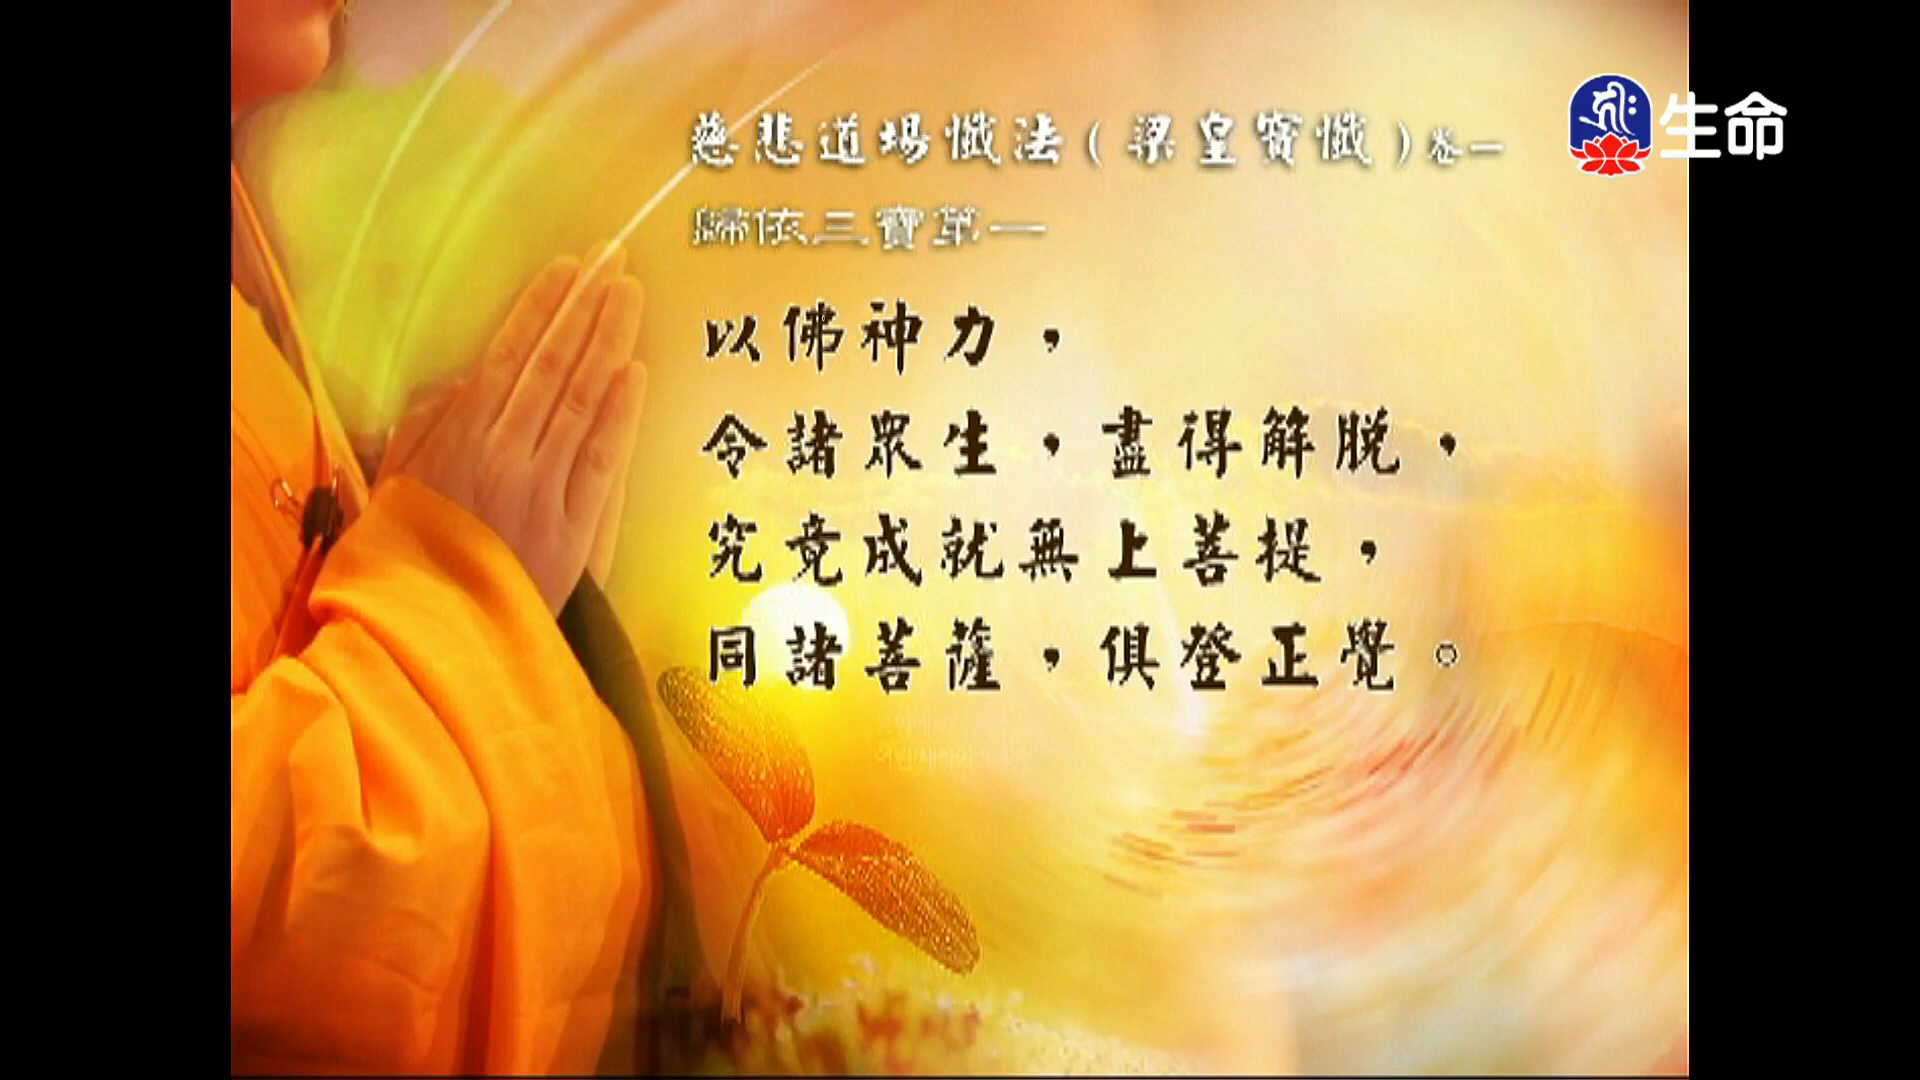 慈悲道場懺法(梁皇寶懺)卷一
生命
歸依三寶第一
以佛神力，
令諸眾生，盡得解脫，
究竟成就無上菩提，
同諸菩薩，俱登正覺。